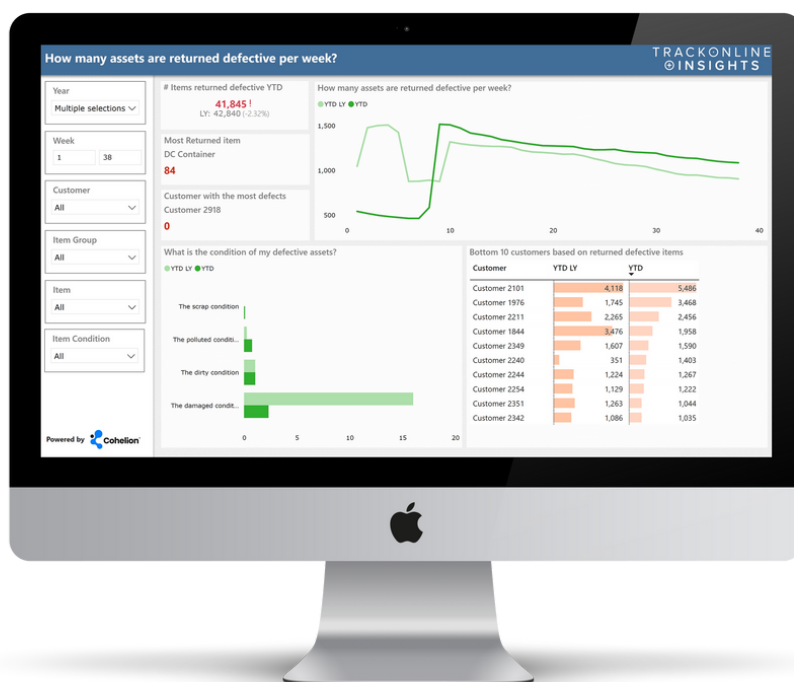 How many assets are returned defective per week?
TRACKONLINE
INSIGHTS
Year
Multiple selections
Week
1 38
Customer
All
Item Group
All
Item
All
Item Condition
All
Powered by Cohelion
# Items returned defective YTD
41,845!
LY: 42,840 (-2.32%)
Most Returned item
DC Container
84
Customer with the most defects
Customer 2918
0
How many assets are returned defective per week?
YTD LY YTD
1,500
1,000
500
0 10 20 30 40
What is the condition of my defective assets?
YTD LY YTD
The scrap condition
The polluted conditi...
The dirty condition
The damaged condit...
0 5 10 15 20
Bottom 10 customers based on returned defective items
Customer YTD LY YTD
Customer 2101 4,118 5,486
Customer 1976 1,745 3,468
Customer 2211 2,265 2,456
Customer 1844 3,476 1,958
Customer 2349 1,607 1,590
Customer 2240 351 1,403
Customer 2244 1,224 1,267
Customer 2254 1,129 1,222
Customer 2351 1,263 1,044
Customer 2342 1,086 1,035